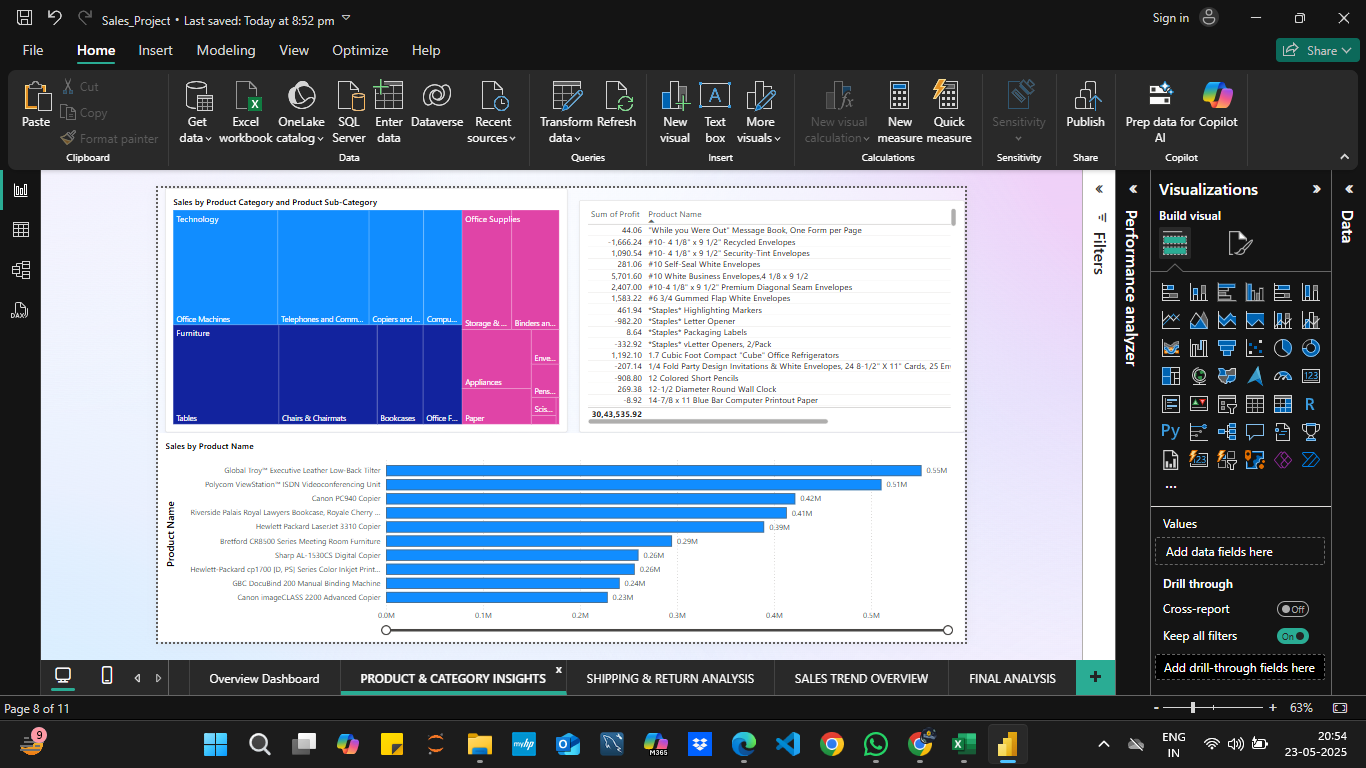 Sales_Project • Last saved: Today at 8:52 pm
Sign in
File Home Insert Modeling View Optimize Help
Share
Paste
Cut
Copy
Format painter
Clipboard
Get data
Excel workbook
OneLake catalog
SQL Server
Enter data
Dataverse
Recent sources
Data
Transform data
Refresh
Queries
New visual
Text box
More visuals
Insert
New visual calculation
New measure
Quick measure
Calculations
Sensitivity
Sensitivity
Publish
Share
Prep data for AI
Copilot
Copilot
Sales by Product Category and Product Sub-Category
Technology
Office Machines
Telephones and Comm...
Copiers and ...
Compu...
Furniture
Tables
Chairs & Chairmats
Bookcases
Office F...
Office Supplies
Storage & ...
Binders an...
Appliances
Enve...
Pens...
Paper
Scis...
Sum of Profit Product Name
44.06 "While you Were Out" Message Book, One Form per Page
-1,666.24 #10- 4 1/8" x 9 1/2" Recycled Envelopes
1,090.54 #10- 4 1/8" x 9 1/2" Security-Tint Envelopes
281.06 #10 Self-Seal White Envelopes
5,701.60 #10 White Business Envelopes,4 1/8 x 9 1/2
2,407.00 #10-4 1/8" x 9 1/2" Premium Diagonal Seam Envelopes
1,583.22 #6 3/4 Gummed Flap White Envelopes
461.94 *Staples* Highlighting Markers
-982.20 *Staples* Letter Opener
8.64 *Staples* Packaging Labels
-332.92 *Staples* vLetter Openers, 2/Pack
1,192.10 1.7 Cubic Foot Compact "Cube" Office Refrigerators
-207.14 1/4 Fold Party Design Invitations & White Envelopes, 24 8-1/2" X 11" Cards, 25 En
-908.80 12 Colored Short Pencils
269.38 12-1/2 Diameter Round Wall Clock
-8.92 14-7/8 x 11 Blue Bar Computer Printout Paper
30,43,535.92
Sales by Product Name
Product Name
Global Troy™ Executive Leather Low-Back Tilter 0.55M
Polycom ViewStation™ ISDN Videoconferencing Unit 0.51M
Canon PC940 Copier 0.42M
Riverside Palais Royal Lawyers Bookcase, Royale Cherry ... 0.41M
Hewlett Packard LaserJet 3310 Copier 0.39M
Bretford CR8500 Series Meeting Room Furniture 0.29M
Sharp AL-1530CS Digital Copier 0.26M
Hewlett-Packard cp1700 [D, PS] Series Color Inkjet Print... 0.26M
GBC DocuBind 200 Manual Binding Machine 0.24M
Canon imageCLASS 2200 Advanced Copier 0.23M
0.0M 0.1M 0.2M 0.3M 0.4M 0.5M
Filters
Performance analyzer
Visualizations
Build visual
R
Py
123
...
Values
Add data fields here
Drill through
Cross-report Off
Keep all filters On
Add drill-through fields here
Data
DAX
Overview Dashboard
PRODUCT & CATEGORY INSIGHTS x
SHIPPING & RETURN ANALYSIS
SALES TREND OVERVIEW
FINAL ANALYSIS
+
Page 8 of 11
- + 63%
9
myhp
M365
ENG
IN
20:54
23-05-2025